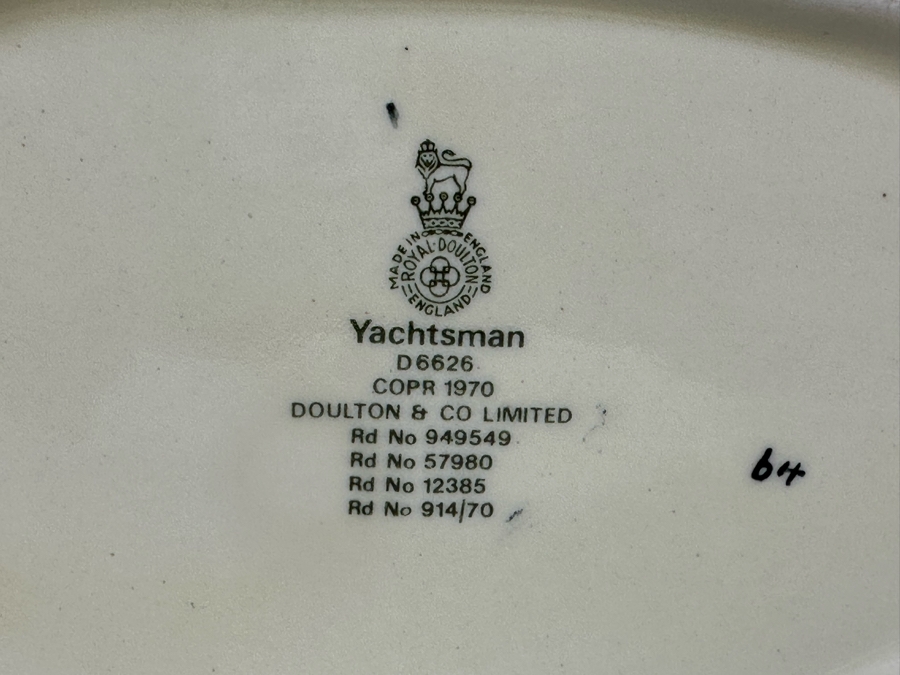 MADE IN ENGLAND
ROYAL·DOULTON
ENGLAND
Yachtsman
D6626
COPR 1970
DOULTON & CO LIMITED
Rd No 949549
Rd No 57980
Rd No 12385
Rd No 914/70
64